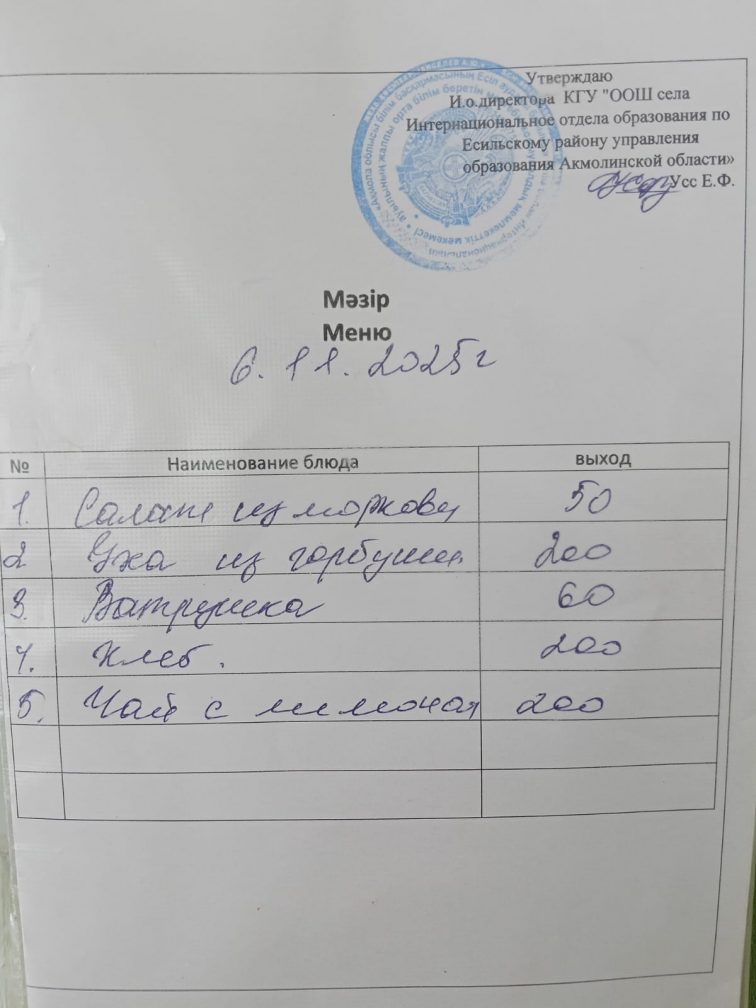 Утверждаю
И.о.директора КГУ "ООШ села
Интернациональное отдела образования по
Есильскому району управления
образования Акмолинской области»
Усс Е.Ф.
Мәзір
Меню
6. 11. 2025г
№ Наименование блюда выход
1. Салат из моркови 50
2 Уха из горбуши 200
3. Ватрушка 60
4. Хлеб. 200
5. Чай с лимоном 200